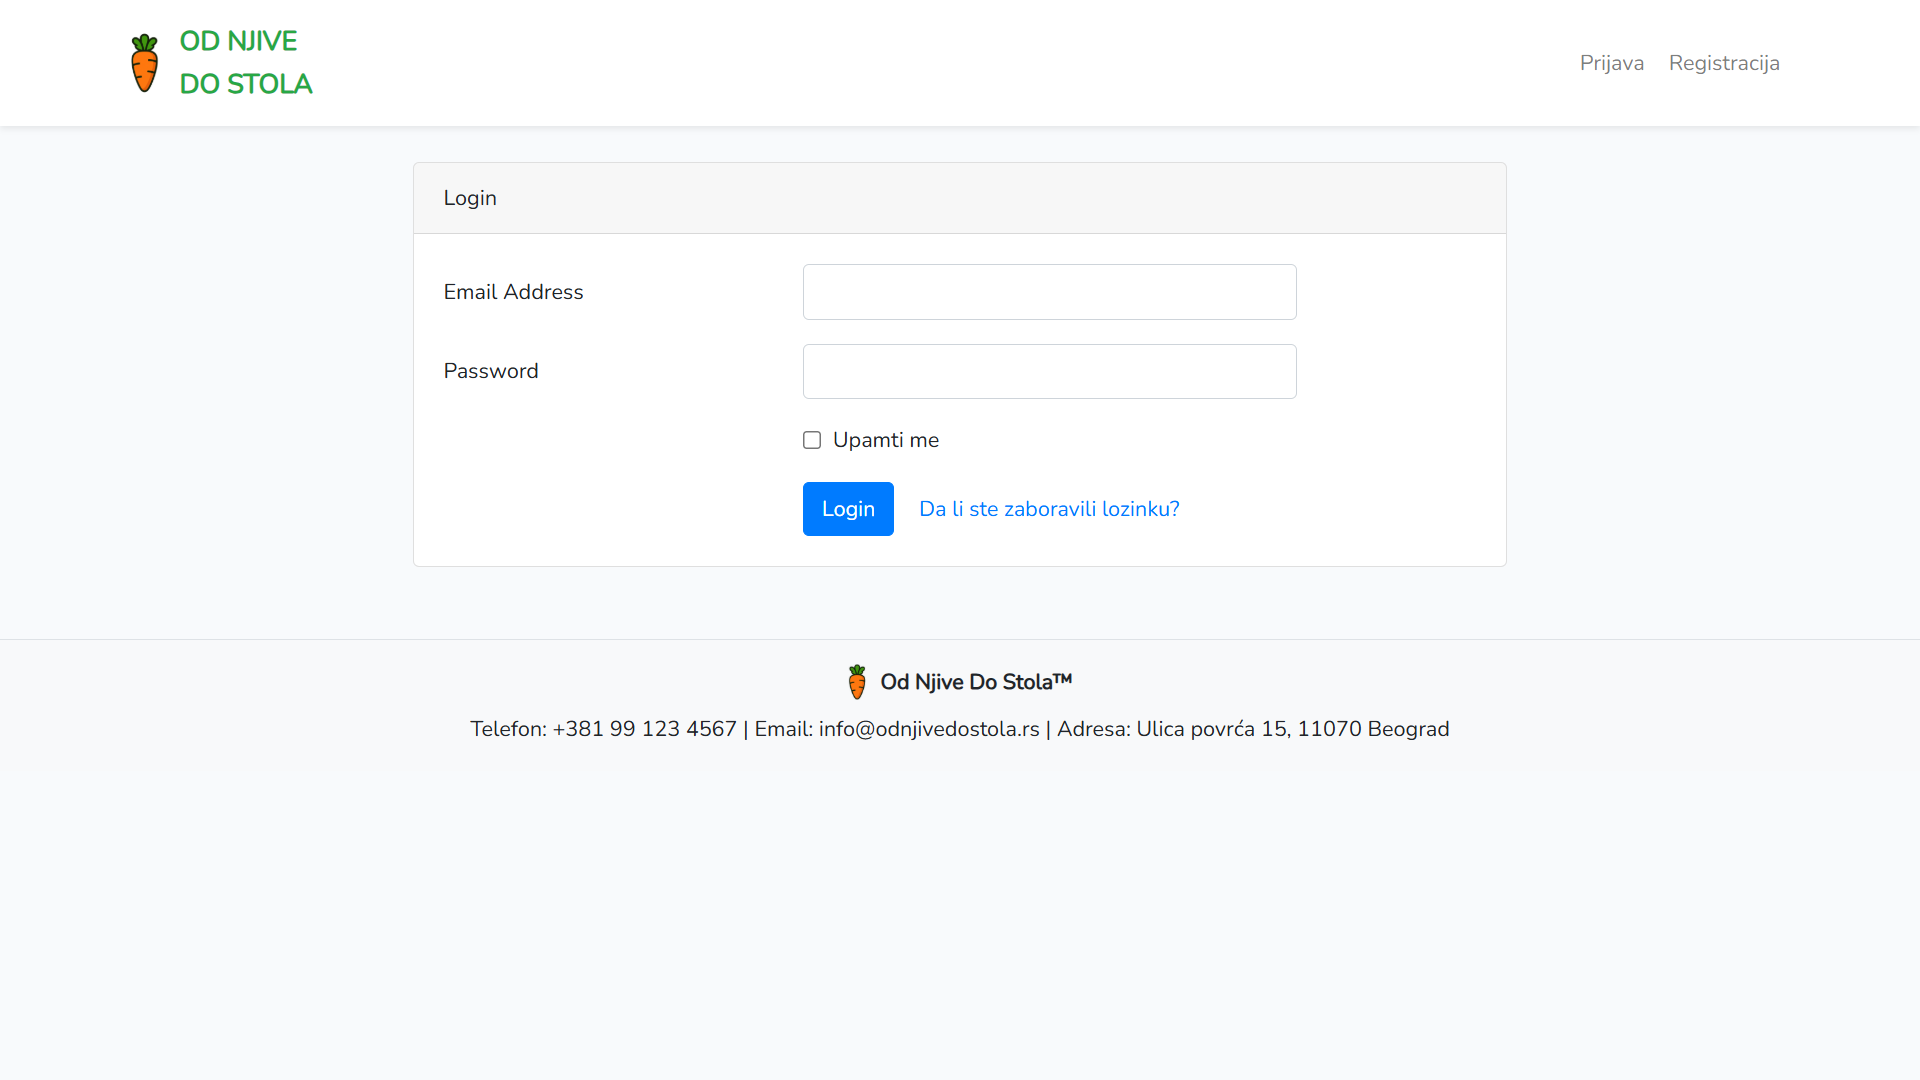 OD NJIVE
DO STOLA
Prijava Registracija
Login
Email Address
Password
Upamti me
Login Da li ste zaboravili lozinku?
Od Njive Do Stola™
Telefon: +381 99 123 4567 | Email: info@odnjivedostola.rs | Adresa: Ulica povrća 15, 11070 Beograd